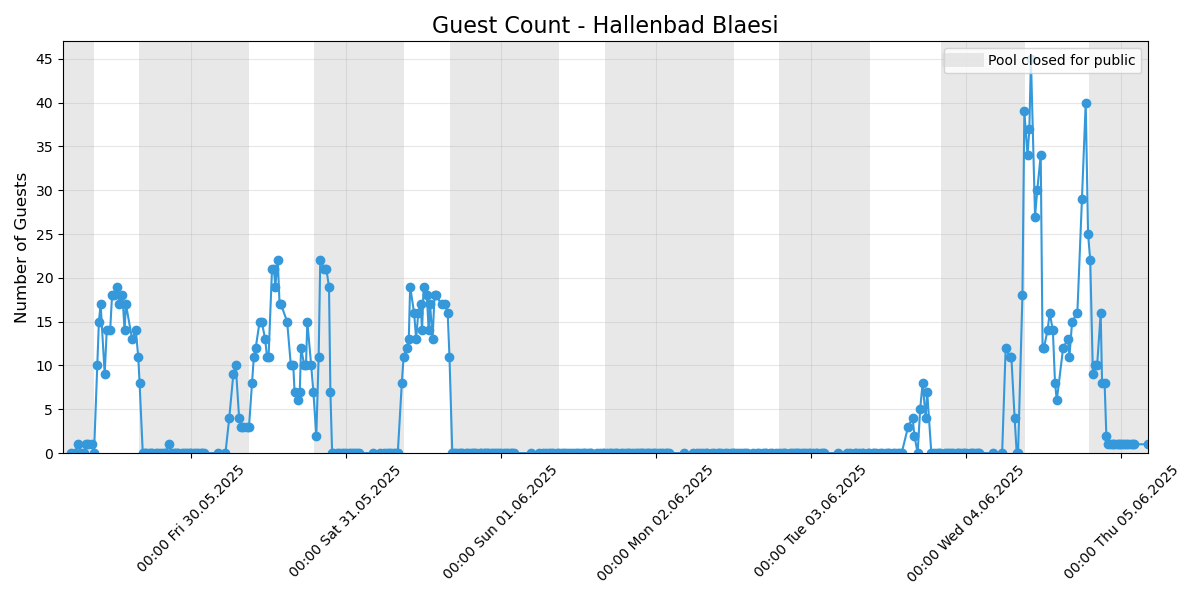 Guest Count - Hallenbad Blaesi
Pool closed for public
Number of Guests
45
40
35
30
25
20
15
10
5
0
00:00 Fri 30.05.2025
00:00 Sat 31.05.2025
00:00 Sun 01.06.2025
00:00 Mon 02.06.2025
00:00 Tue 03.06.2025
00:00 Wed 04.06.2025
00:00 Thu 05.06.2025